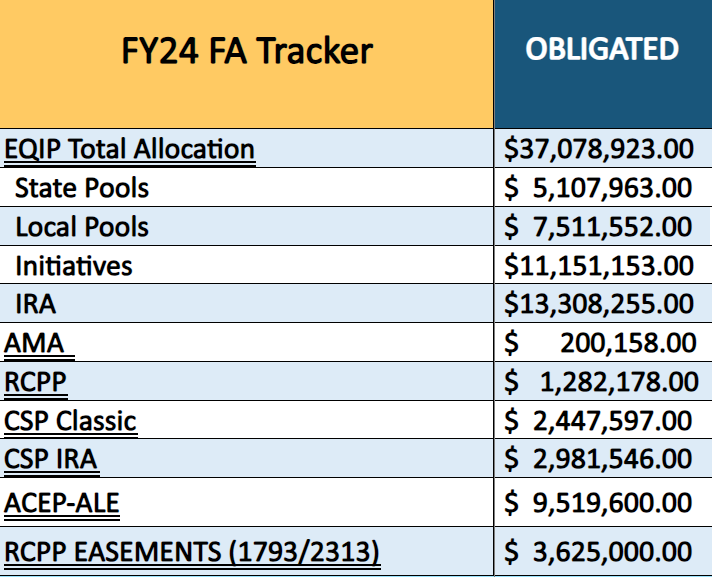 FY24 FA Tracker OBLIGATED
EQIP Total Allocation $37,078,923.00
State Pools $ 5,107,963.00
Local Pools $ 7,511,552.00
Initiatives $11,151,153.00
IRA $13,308,255.00
AMA $ 200,158.00
RCPP $ 1,282,178.00
CSP Classic $ 2,447,597.00
CSP IRA $ 2,981,546.00
ACEP-ALE $ 9,519,600.00
RCPP EASEMENTS (1793/2313) $ 3,625,000.00